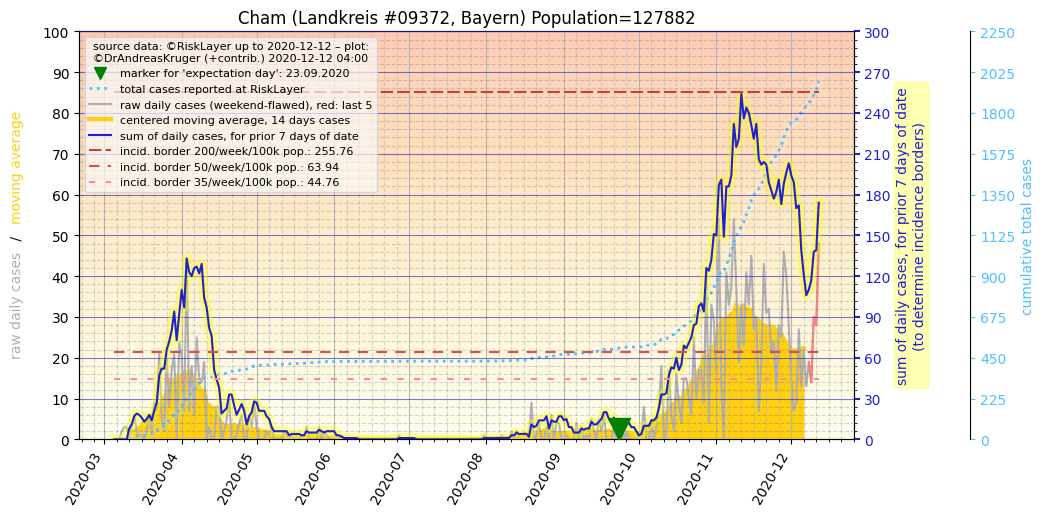 Cham (Landkreis #09372, Bayern) Population=127882
source data: ©RiskLayer up to 2020-12-12 – plot:
©DrAndreasKruger (+contrib.) 2020-12-12 04:00
marker for 'expectation day': 23.09.2020
total cases reported at RiskLayer
raw daily cases (weekend-flawed), red: last 5
centered moving average, 14 days cases
sum of daily cases, for prior 7 days of date
incid. border 200/week/100k pop.: 255.76
incid. border 50/week/100k pop.: 63.94
incid. border 35/week/100k pop.: 44.76
raw daily cases / moving average
100
90
80
70
60
50
40
30
20
10
0
2020-03
2020-04
2020-05
2020-06
2020-07
2020-08
2020-09
2020-10
2020-11
2020-12
300
270
240
210
180
150
120
90
60
30
0
sum of daily cases, for prior 7 days of date
(to determine incidence borders)
2250
2025
1800
1575
1350
1125
900
675
450
225
0
cumulative total cases